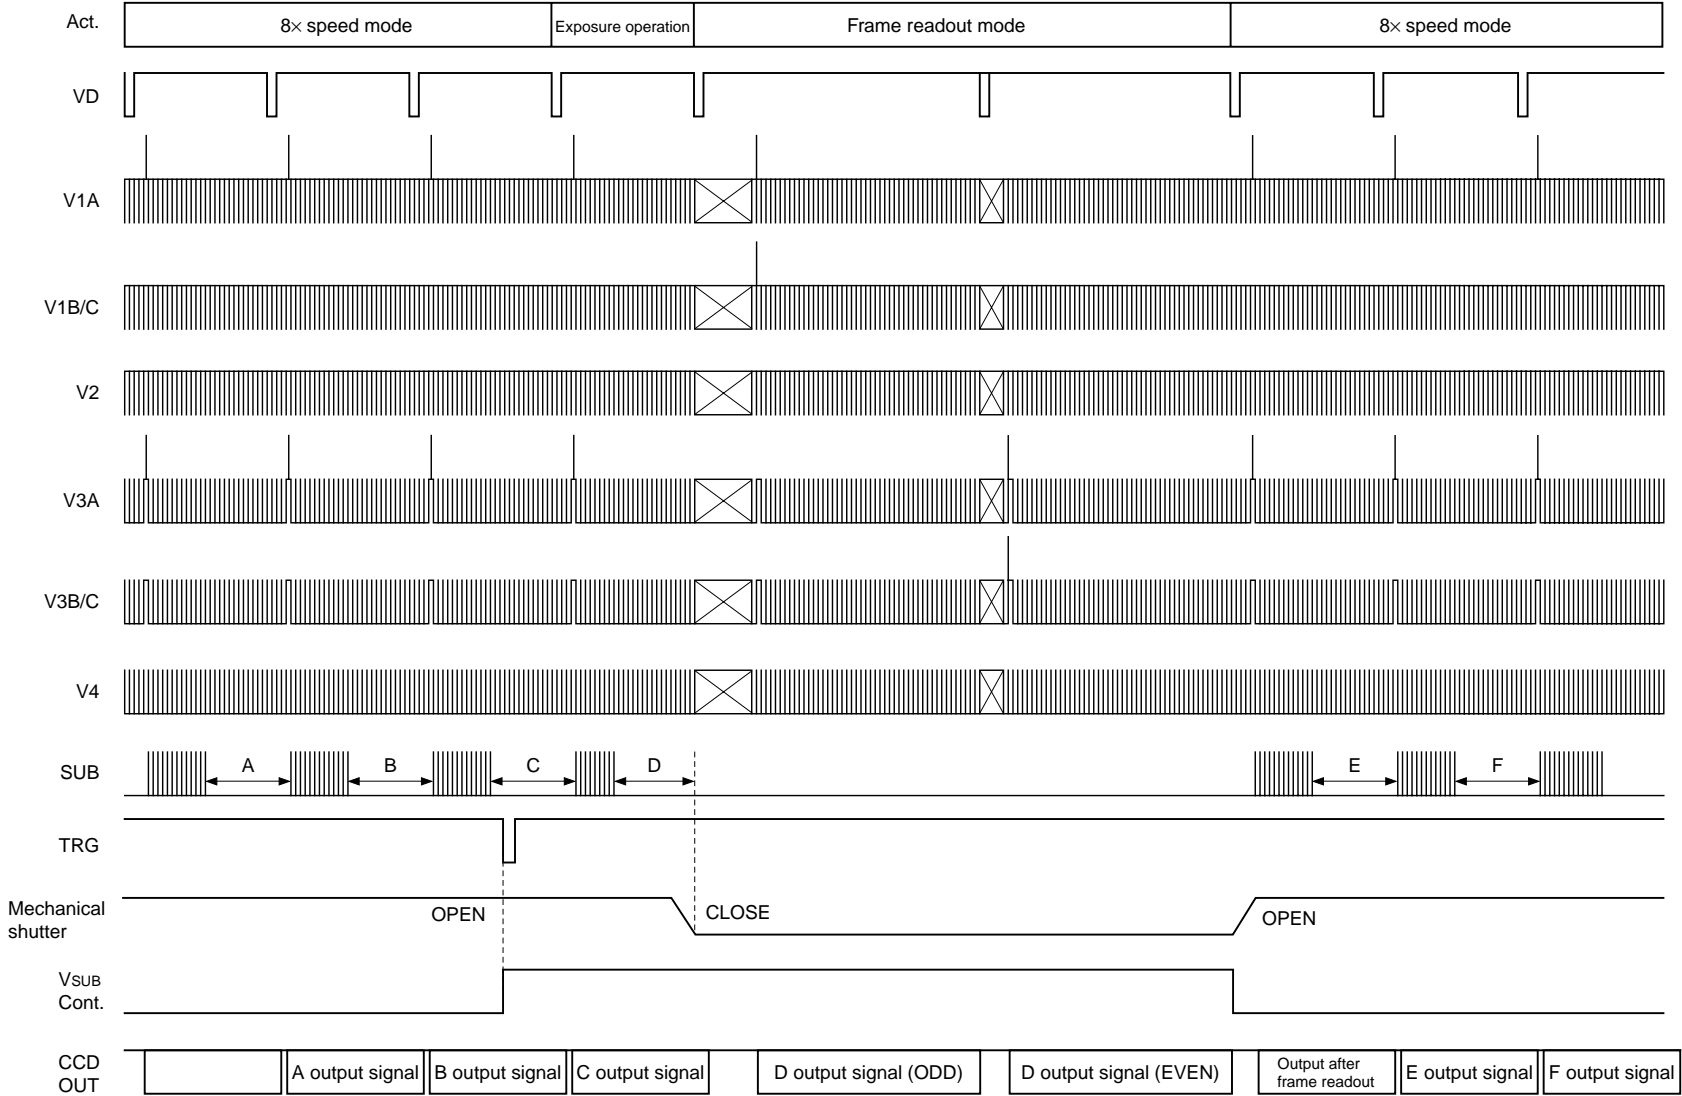 Act.
8× speed mode
Exposure operation
Frame readout mode
8× speed mode
VD
V1A
V1B/C
V2
V3A
V3B/C
V4
SUB
A
B
C
D
E
F
TRG
Mechanical
shutter
OPEN
CLOSE
OPEN
VSUB
Cont.
CCD
OUT
A output signal
B output signal
C output signal
D output signal (ODD)
D output signal (EVEN)
Output after
frame readout
E output signal
F output signal